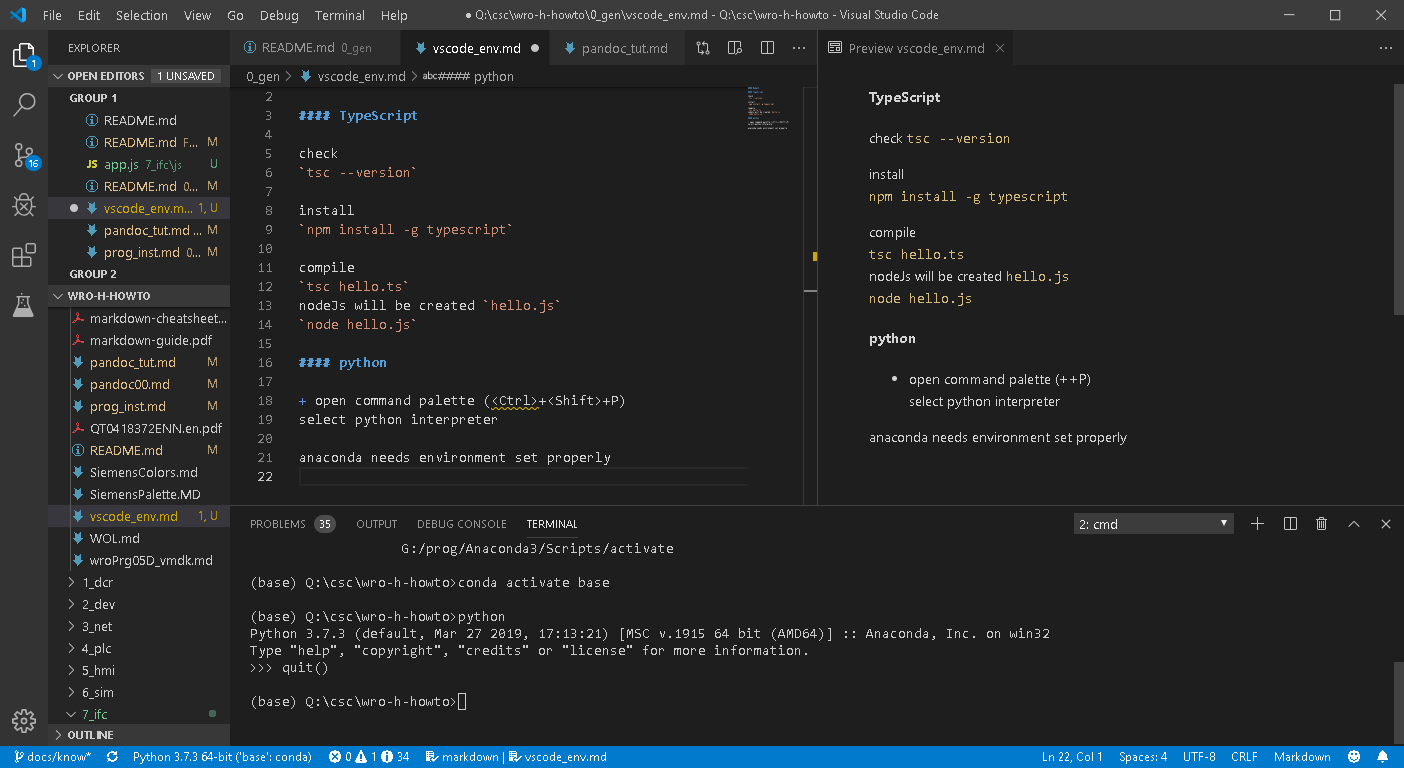 File Edit Selection View Go Debug Terminal Help ● Q:\csc\wro-h-howto\0_gen\vscode_env.md - Q:\csc\wro-h-howto - Visual Studio Code
1
16
EXPLORER
OPEN EDITORS 1 UNSAVED
GROUP 1
README.md
README.md F... M
JS app.js 7_ifc\js U
README.md 0... M
● vscode_env.m... 1, U
pandoc_tut.md ... M
prog_inst.md 0... M
GROUP 2
WRO-H-HOWTO
markdown-cheatsheet...
markdown-guide.pdf
pandoc_tut.md M
pandoc00.md M
prog_inst.md M
QT0418372ENN.en.pdf
README.md M
SiemensColors.md
SiemensPalette.MD
vscode_env.md 1, U
WOL.md
wroPrg05D_vmdk.md
1_dcr
2_dev
3_net
4_plc
5_hmi
6_sim
7_ifc
OUTLINE
README.md 0_gen vscode_env.md ● pandoc_tut.md
0_gen > vscode_env.md > abc#### python
2
3 #### TypeScript
4
5 check
6 `tsc --version`
7
8 install
9 `npm install -g typescript`
10
11 compile
12 `tsc hello.ts`
13 nodeJs will be created `hello.js`
14 `node hello.js`
15
16 #### python
17
18 + open command palette (<Ctrl>+<Shift>+P)
19 select python interpreter
20
21 anaconda needs environment set properly
22
Preview vscode_env.md
TypeScript
check tsc --version
install
npm install -g typescript
compile
tsc hello.ts
nodeJs will be created hello.js
node hello.js
python
• open command palette (++P)
select python interpreter
anaconda needs environment set properly
PROBLEMS 35 OUTPUT DEBUG CONSOLE TERMINAL 2: cmd
G:/prog/Anaconda3/Scripts/activate
(base) Q:\csc\wro-h-howto>conda activate base
(base) Q:\csc\wro-h-howto>python
Python 3.7.3 (default, Mar 27 2019, 17:13:21) [MSC v.1915 64 bit (AMD64)] :: Anaconda, Inc. on win32
Type "help", "copyright", "credits" or "license" for more information.
>>> quit()
(base) Q:\csc\wro-h-howto>
docs/know* Python 3.7.3 64-bit ('base': conda) 0 1 34 markdown | vscode_env.md Ln 22, Col 1 Spaces: 4 UTF-8 CRLF Markdown